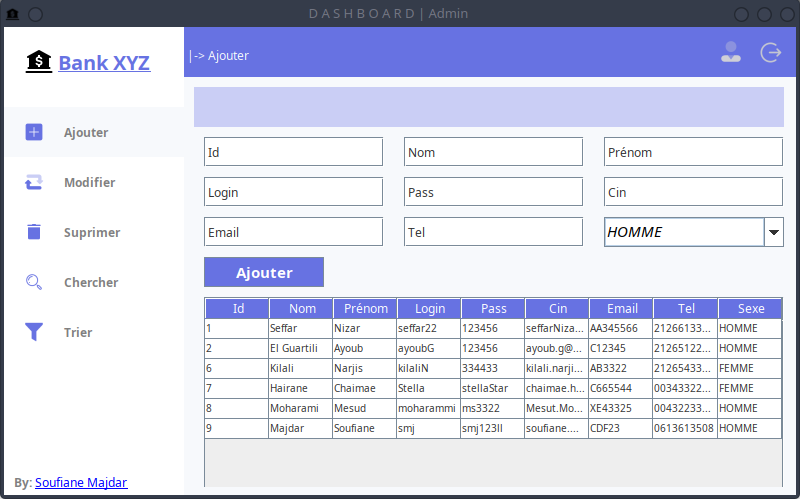 DASHBOARD | Admin
Bank XYZ
|-> Ajouter
Ajouter
Modifier
Suprimer
Chercher
Trier
By: Soufiane Majdar
Id Nom Prénom
Login Pass Cin
Email Tel HOMME
Ajouter
Id Nom Prénom Login Pass Cin Email Tel Sexe
1 Seffar Nizar seffar22 123456 seffarNiza... AA345566 21266133... HOMME
2 El Guartili Ayoub ayoubG 123456 ayoub.g@... C12345 21265122... HOMME
6 Kilali Narjis kilaliN 334433 kilali.narji... AB3322 21265433... FEMME
7 Hairane Chaimae Stella stellaStar chaimae.h... C665544 00343322... FEMME
8 Moharami Mesud moharammi ms3322 Mesut.Mo... XE43325 00432233... HOMME
9 Majdar Soufiane smj smj123ll soufiane.... CDF23 0613613508 HOMME